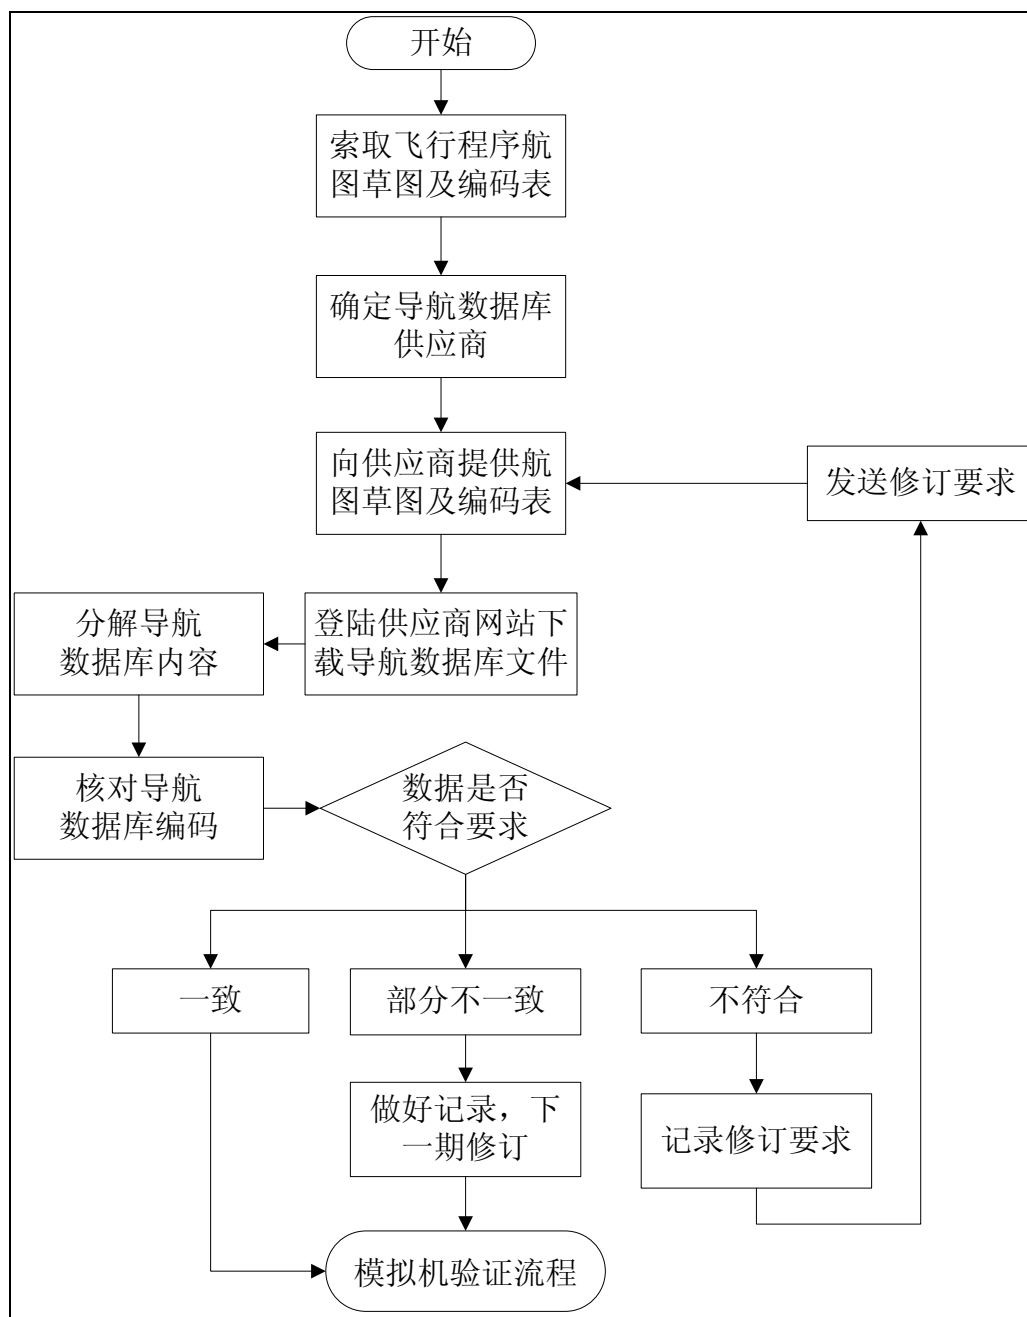 开始
索取飞行程序航
图草图及编码表
确定导航数据库
供应商
向供应商提供航
图草图及编码表
发送修订要求
登陆供应商网站下
载导航数据库文件
分解导航
数据库内容
核对导航
数据库编码
数据是否
符合要求
一致
部分不一致
不符合
做好记录，下
一期修订
记录修订要求
模拟机验证流程